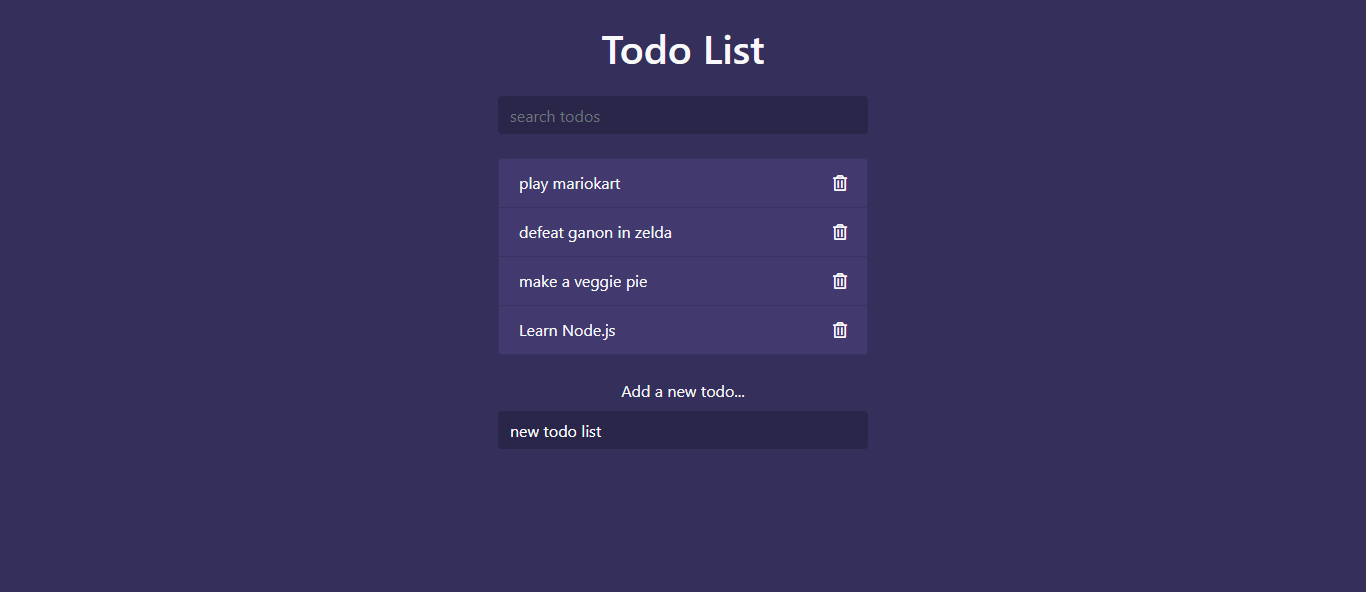 Todo List
search todos
play mariokart
defeat ganon in zelda
make a veggie pie
Learn Node.js
Add a new todo...
new todo list